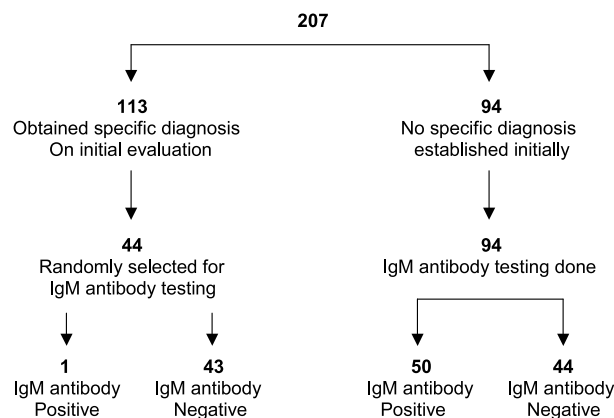 207
113
Obtained specific diagnosis
On initial evaluation
94
No specific diagnosis
established initially
44
Randomly selected for
IgM antibody testing
94
IgM antibody testing done
1
IgM antibody
Positive
43
IgM antibody
Negative
50
IgM antibody
Positive
44
IgM antibody
Negative